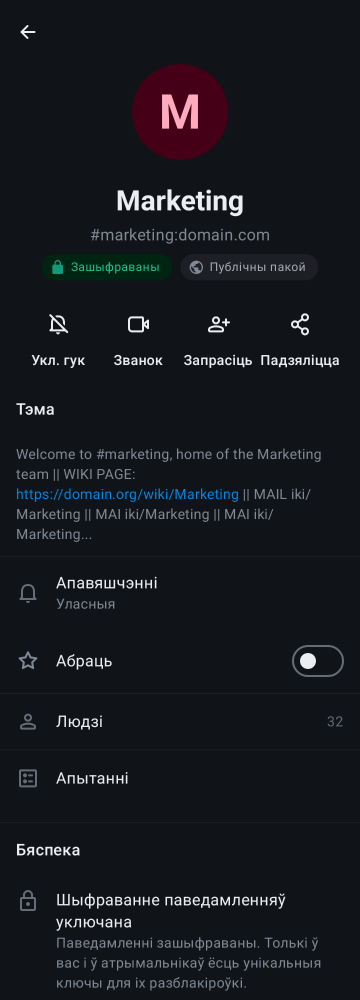 M
Marketing
#marketing:domain.com
Зашыфраваны
Публічны пакой
Укл. гук
Званок
Запрасіць
Падзяліцца
Тэма
Welcome to #marketing, home of the Marketing
team || WIKI PAGE:
https://domain.org/wiki/Marketing || MAIL iki/
Marketing || MAI iki/Marketing || MAI iki/
Marketing...
Апавяшчэнні
Уласныя
Абраць
Людзі 32
Апытанні
Бяспека
Шыфраванне паведамленняў
уключана
Паведамленні зашыфраваны. Толькі ў
вас і ў атрымальнікаў ёсць унікальныя
ключы для іх разблакіроўкі.